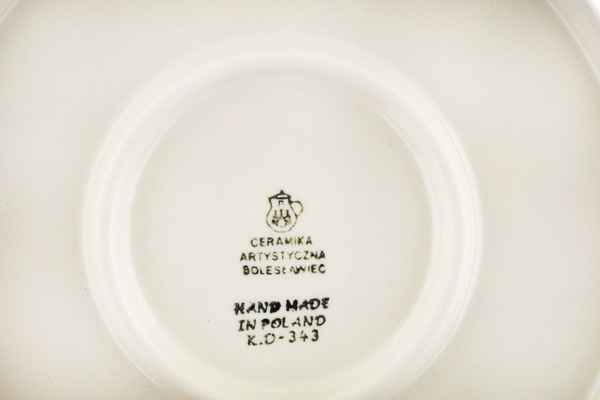 CERAMIKA
ARTYSTYCZNA
BOLESŁAWIEC
HAND MADE
IN POLAND
K.D-343